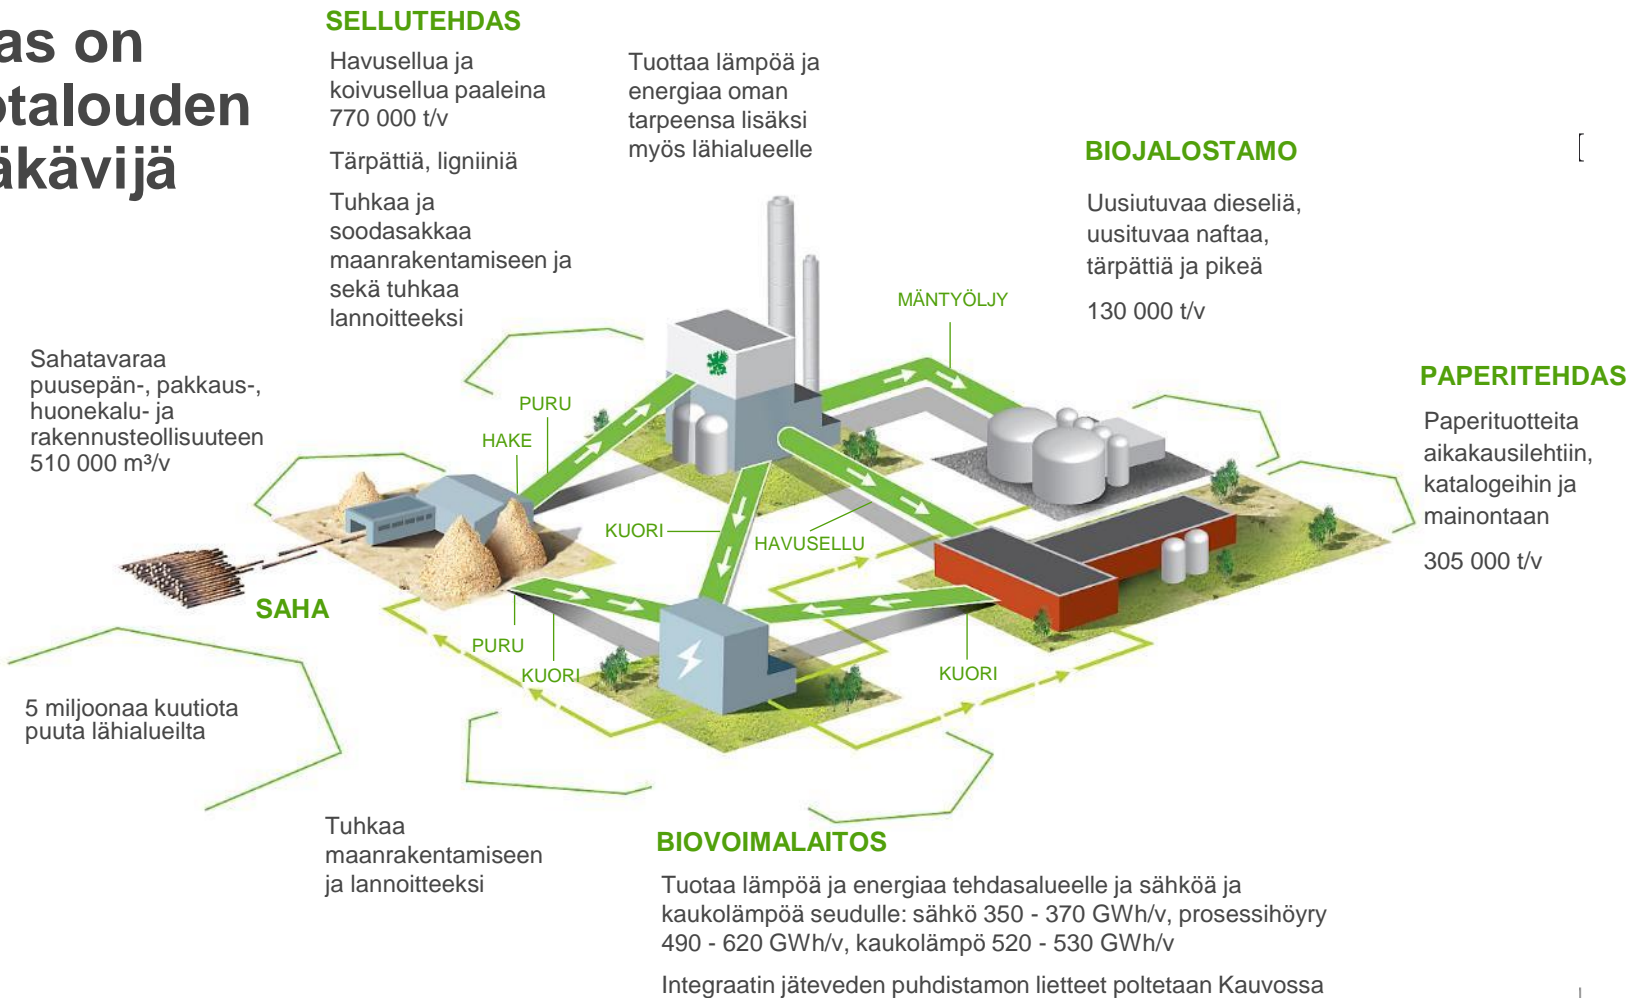 as on
otalouden
äkävijä
SELLUTEHDAS
Havusellua ja
koivusellua paaleina
770 000 t/v
Tärpättiä, ligniiniä
Tuhkaa ja
soodasakkaa
maanrakentamiseen ja
sekä tuhkaa
lannoitteeksi
Tuottaa lämpöä ja
energiaa oman
tarpeensa lisäksi
myös lähialueelle
BIOJALOSTAMO
Uusiutuvaa dieseliä,
uusituvaa naftaa,
tärpättiä ja pikeä
130 000 t/v
MÄNTYÖLJY
PAPERITEHDAS
Paperituotteita
aikakausilehtiin,
katalogeihin ja
mainontaan
305 000 t/v
Sahatavaraa
puusepän-, pakkaus-,
huonekalu- ja
rakennusteollisuuteen
510 000 m³/v
PURU
HAKE
KUORI
HAVUSELLU
SAHA
PURU
KUORI
KUORI
5 miljoonaa kuutiota
puuta lähialueilta
Tuhkaa
maanrakentamiseen
ja lannoitteeksi
BIOVOIMALAITOS
Tuotaa lämpöä ja energiaa tehdasalueelle ja sähköä ja
kaukolämpöä seudulle: sähkö 350 - 370 GWh/v, prosessihöyry
490 - 620 GWh/v, kaukolämpö 520 - 530 GWh/v
Integraatin jäteveden puhdistamon lietteet poltetaan Kauvossa